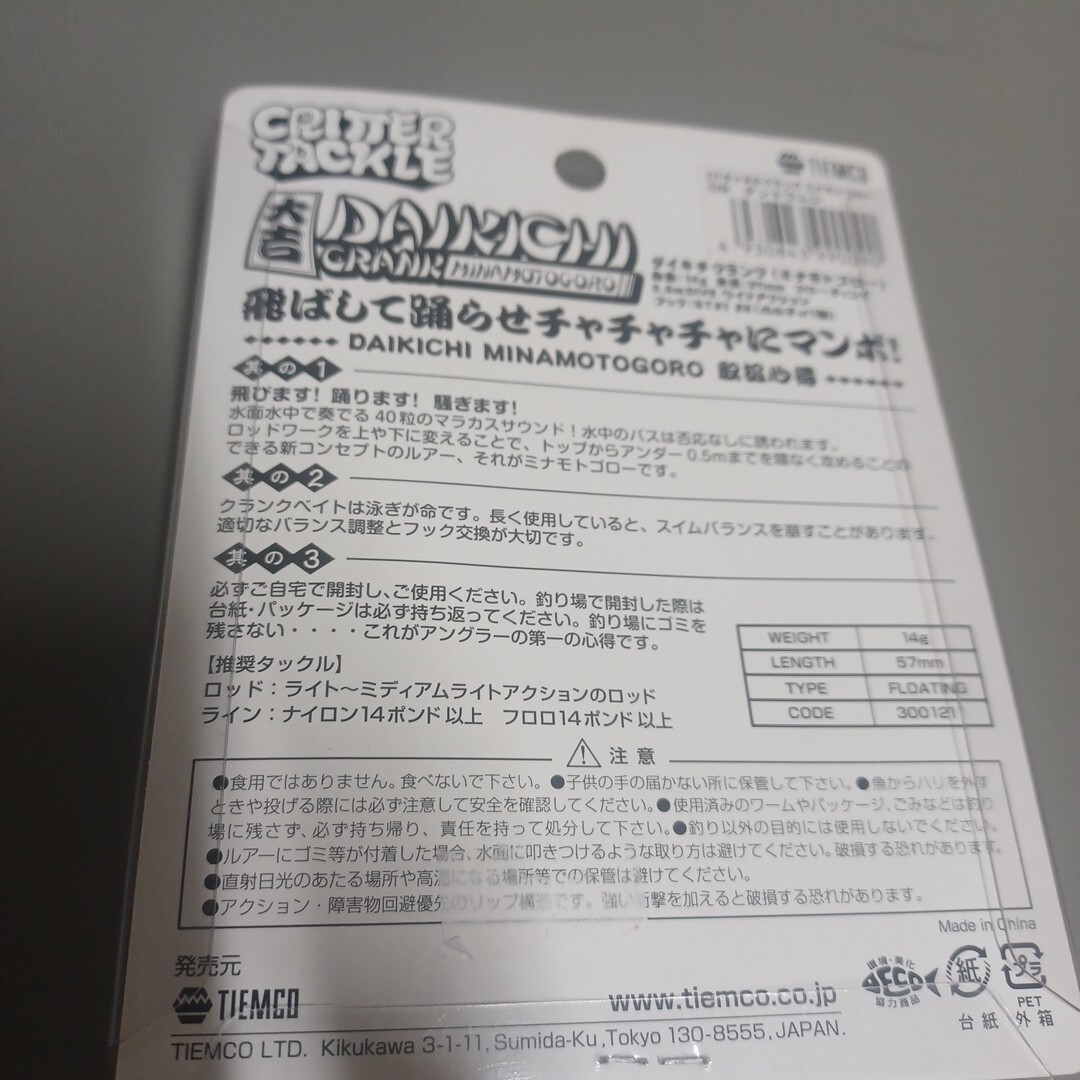 CRITTER
TACKLE
TIEMCO
大吉
DAIKICHI
CRANK MINAMOTOGORO
ダイキチクランク(ミナモトゴロー)
飛ばして踊らせチャチャチャにマンボ!
DAIKICHI MINAMOTOGORO
其の1
飛びます! 踊ります! 騒ぎます!
水面水中で奏でる40粒のマラカスサウンド!水中のバスは否応なしに誘われます。
ロッドワークを上や下に変えることで、トップからアンダー0.5mまでを隈なく攻めることの
できる新コンセプトのルアー、それがミナモトゴローです。
其の2
クランクベイトは泳ぎが命です。長く使用していると、スイムバランスを崩すことがあります。
適切なバランス調整とフック交換が大切です。
其の3
必ずご自宅で開封し、ご使用ください。釣り場で開封した際は
台紙・パッケージは必ず持ち返ってください。釣り場にゴミを
残さない・・・・これがアングラーの第一の心得です。
【推奨タックル】
ロッド:ライト〜ミディアムライトアクションのロッド
ライン:ナイロン14ポンド以上 フロロ14ポンド以上
WEIGHT 14g
LENGTH 57mm
TYPE FLOATING
CODE 300121
注意
●食用ではありません。食べないで下さい。●子供の手の届かない所に保管して下さい。●魚からハリを外す
ときや投げる際には必ず注意して安全を確認してください。●使用済みのワームやパッケージ、ごみなどは釣り
場に残さず、必ず持ち帰り、責任を持って処分して下さい。●釣り以外の目的には使用しないでください。
●ルアーにゴミ等が付着した場合、水面に叩きつけるような取り方は避けてください。破損する恐れがあります。
●直射日光のあたる場所や高温になる場所等での保管は避けてください。
●アクション・障害物回避優先のリップ構造です。強い衝撃を加えると破損する恐れがあります。
Made in China
発売元
TIEMCO
www.tiemco.co.jp
TIEMCO LTD. Kikukawa 3-1-11, Sumida-Ku, Tokyo 130-8555, JAPAN.
環境・美化
協力商品
紙
台紙
PET
外箱